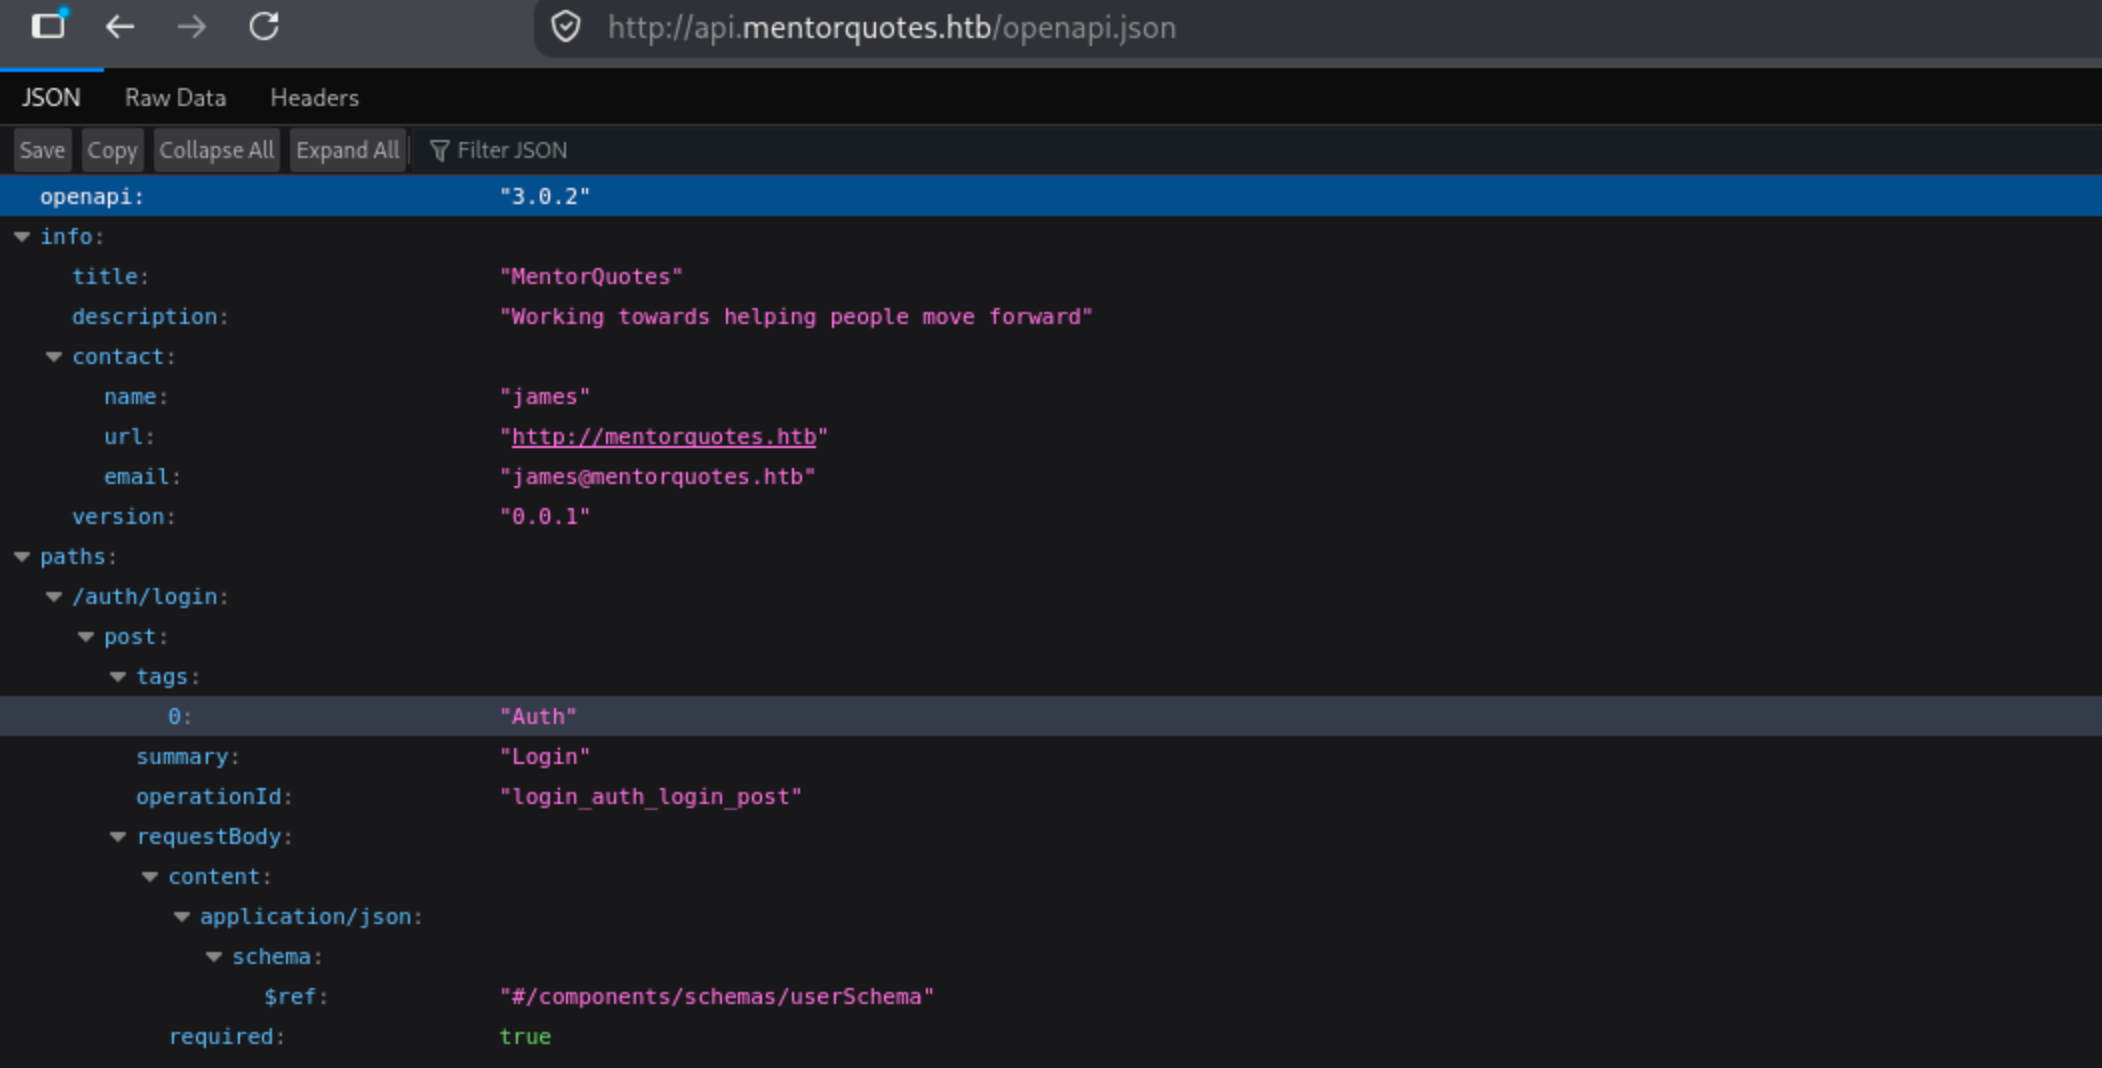 http://api.mentorquotes.htb/openapi.json
JSON Raw Data Headers
Save Copy Collapse All Expand All Filter JSON
openapi: "3.0.2"
info:
title: "MentorQuotes"
description: "Working towards helping people move forward"
contact:
name: "james"
url: "http://mentorquotes.htb"
email: "james@mentorquotes.htb"
version: "0.0.1"
paths:
/auth/login:
post:
tags:
0: "Auth"
summary: "Login"
operationId: "login_auth_login_post"
requestBody:
content:
application/json:
schema:
$ref: "#/components/schemas/userSchema"
required: true